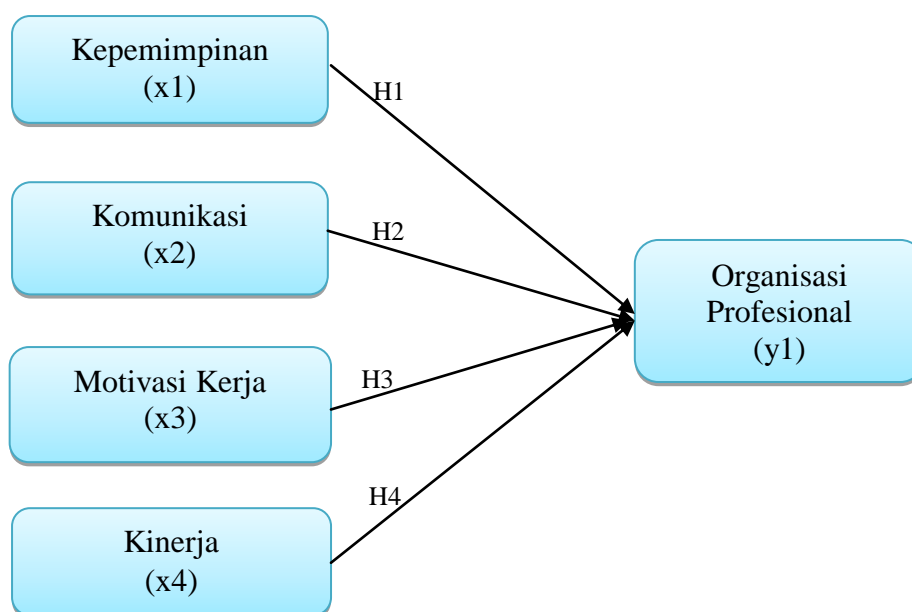 Kepemimpinan
(x1)
H1
Komunikasi
(x2)
H2
Organisasi
Profesional
(y1)
Motivasi Kerja
(x3)
H3
H4
Kinerja
(x4)